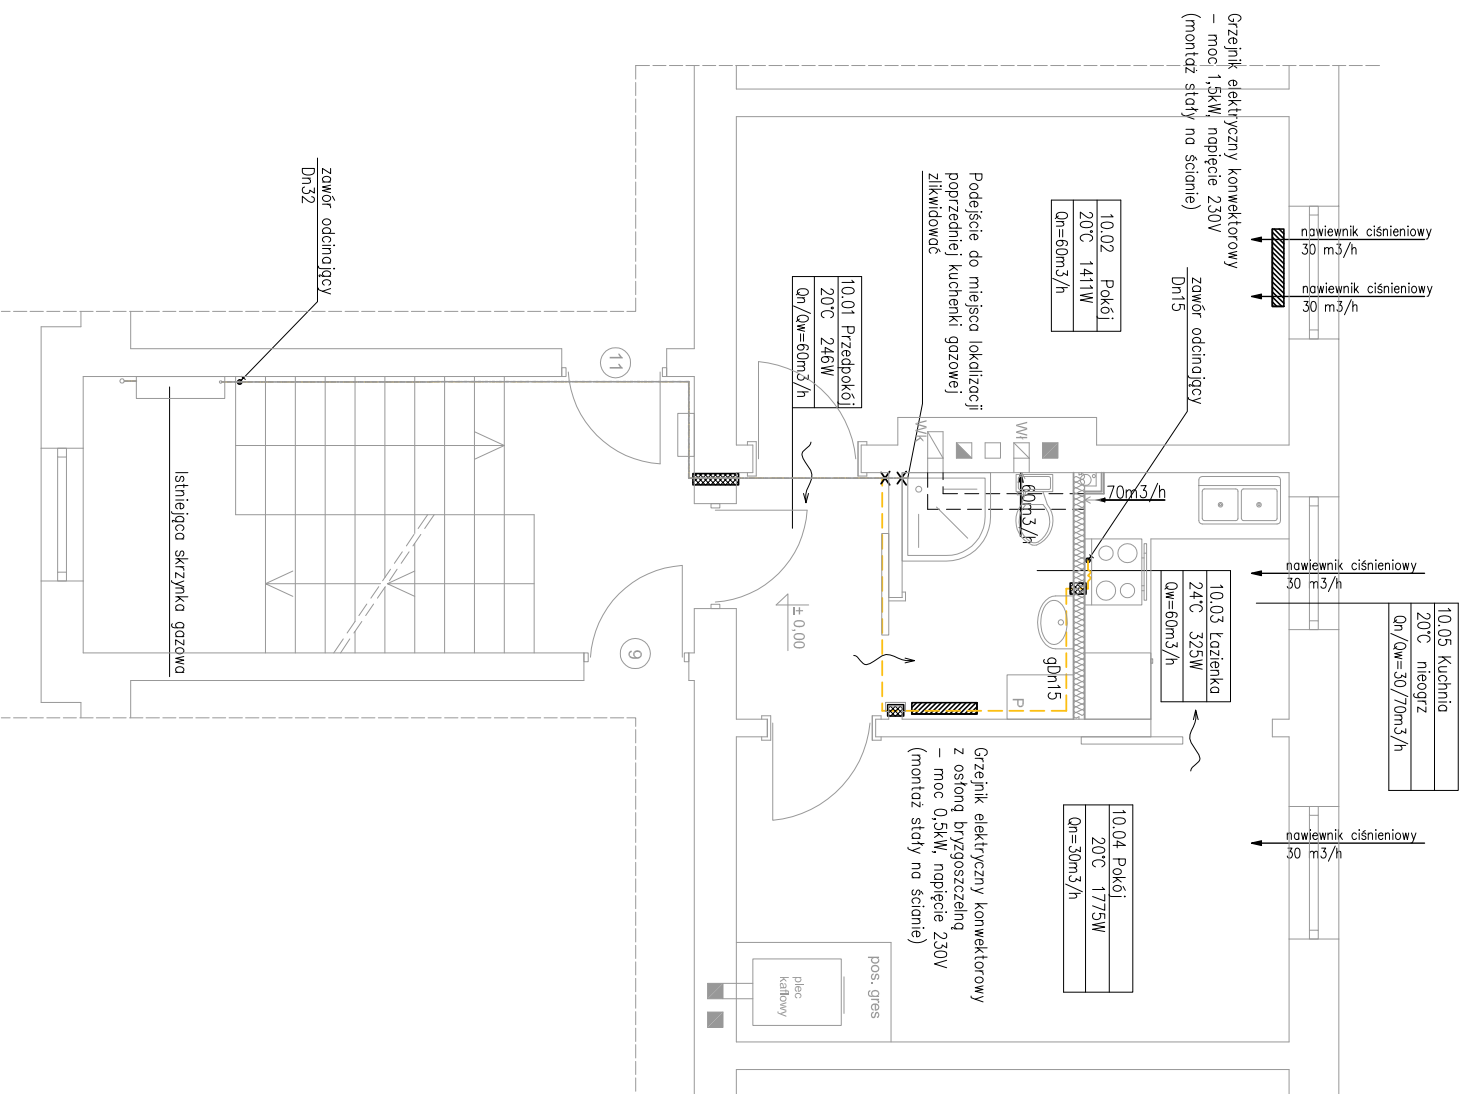 Grzejnik elektryczny konwektorowy
- moc 1,5kW, napięcie 230V
(montaż stały na ścianie)
nawiewnik ciśnieniowy
30 m3/h
nawiewnik ciśnieniowy
30 m3/h
10.02 Pokój
20°C 1411W
Qn=60m3/h
Podejście do miejsca lokalizacji
poprzedniej kuchenki gazowej
zlikwidować
zawór odcinający
Dn15
zawór odcinający
Dn32
10.01 Przedpokój
20°C 246W
Qn/Qw=60m3/h
11
Wk
Wł
60m3/h
70m3/h
Istniejąca skrzynka gazowa
± 0,00
9
gDn15
P
nawiewnik ciśnieniowy
30 m3/h
10.03 Łazienka
24°C 325W
Qw=60m3/h
10.05 Kuchnia
20°C nieogrz
Qn/Qw=30/70m3/h
Grzejnik elektryczny konwektorowy
z osłoną bryzgoszczelną
- moc 0,5kW, napięcie 230V
(montaż stały na ścianie)
10.04 Pokój
20°C 1775W
Qn=30m3/h
nawiewnik ciśnieniowy
30 m3/h
pos. gres
piec
kaflowy